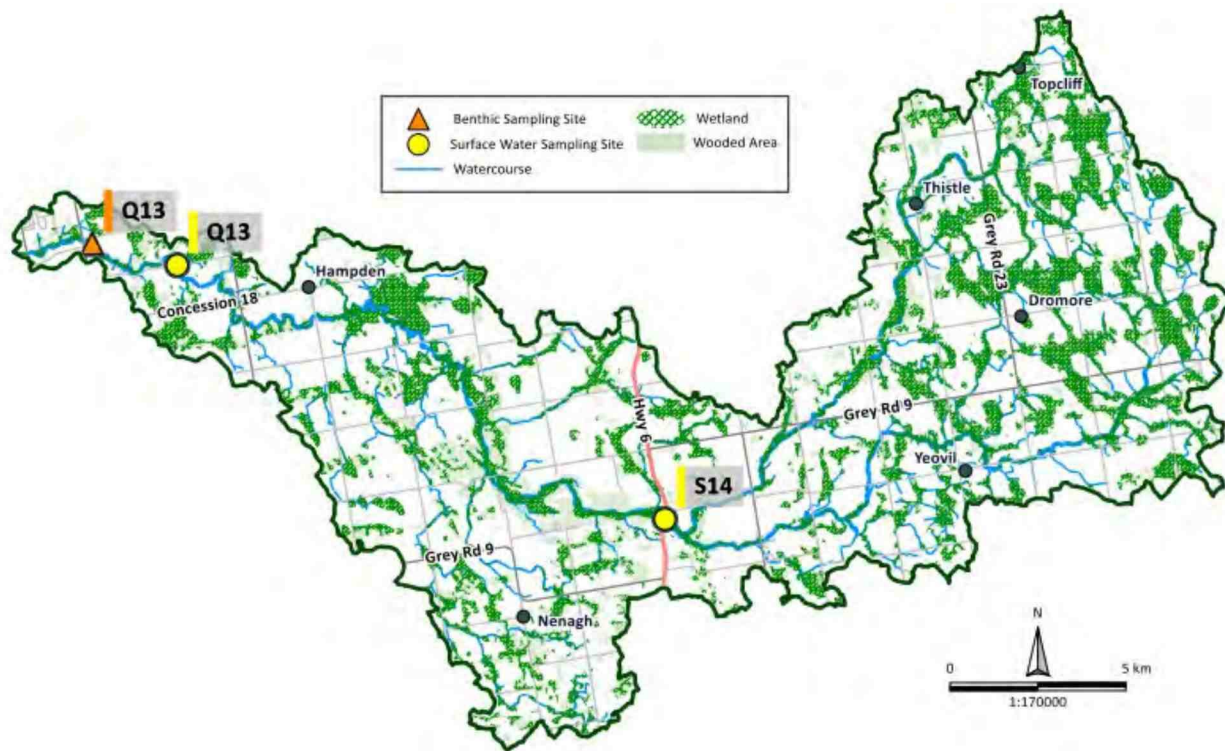 Topcliff
Benthic Sampling Site
Wetland
Surface Water Sampling Site
Wooded Area
Watercourse
Thistle
Q13
Q13
Grey Rd 23
Hampden
Concession 18
Dromore
Hwy 6
Grey Rd 9
Yeovil
S14
Grey Rd 9
Nenagh
N
0
5 km
1:170000